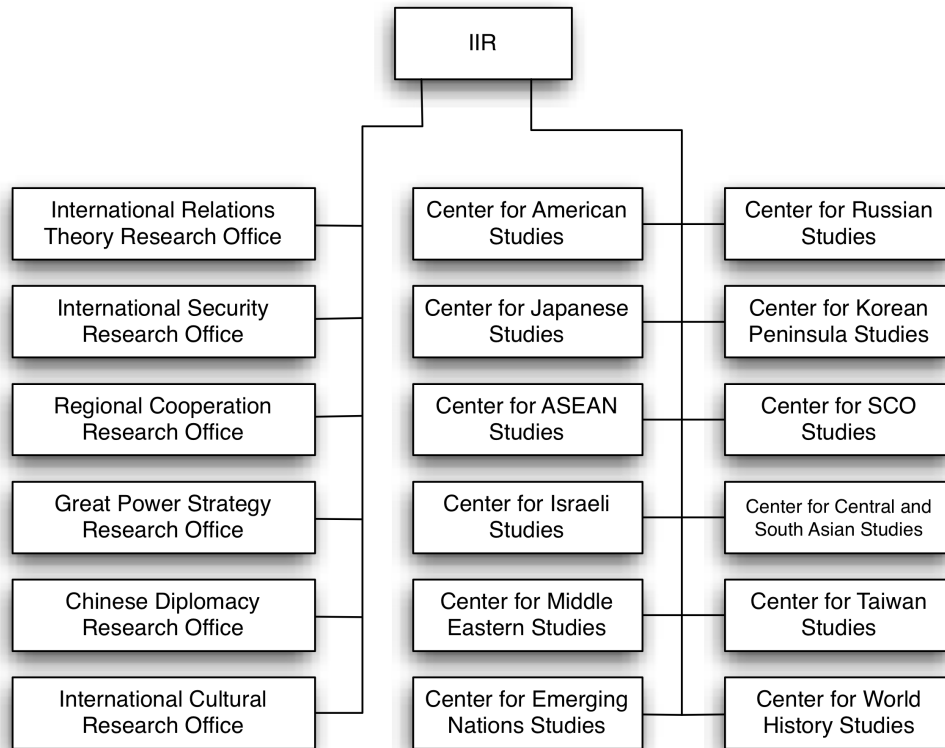 IIR
International Relations
Theory Research Office
International Security
Research Office
Regional Cooperation
Research Office
Great Power Strategy
Research Office
Chinese Diplomacy
Research Office
International Cultural
Research Office
Center for American
Studies
Center for Japanese
Studies
Center for ASEAN
Studies
Center for Israeli
Studies
Center for Middle
Eastern Studies
Center for Emerging
Nations Studies
Center for Russian
Studies
Center for Korean
Peninsula Studies
Center for SCO
Studies
Center for Central and
South Asian Studies
Center for Taiwan
Studies
Center for World
History Studies